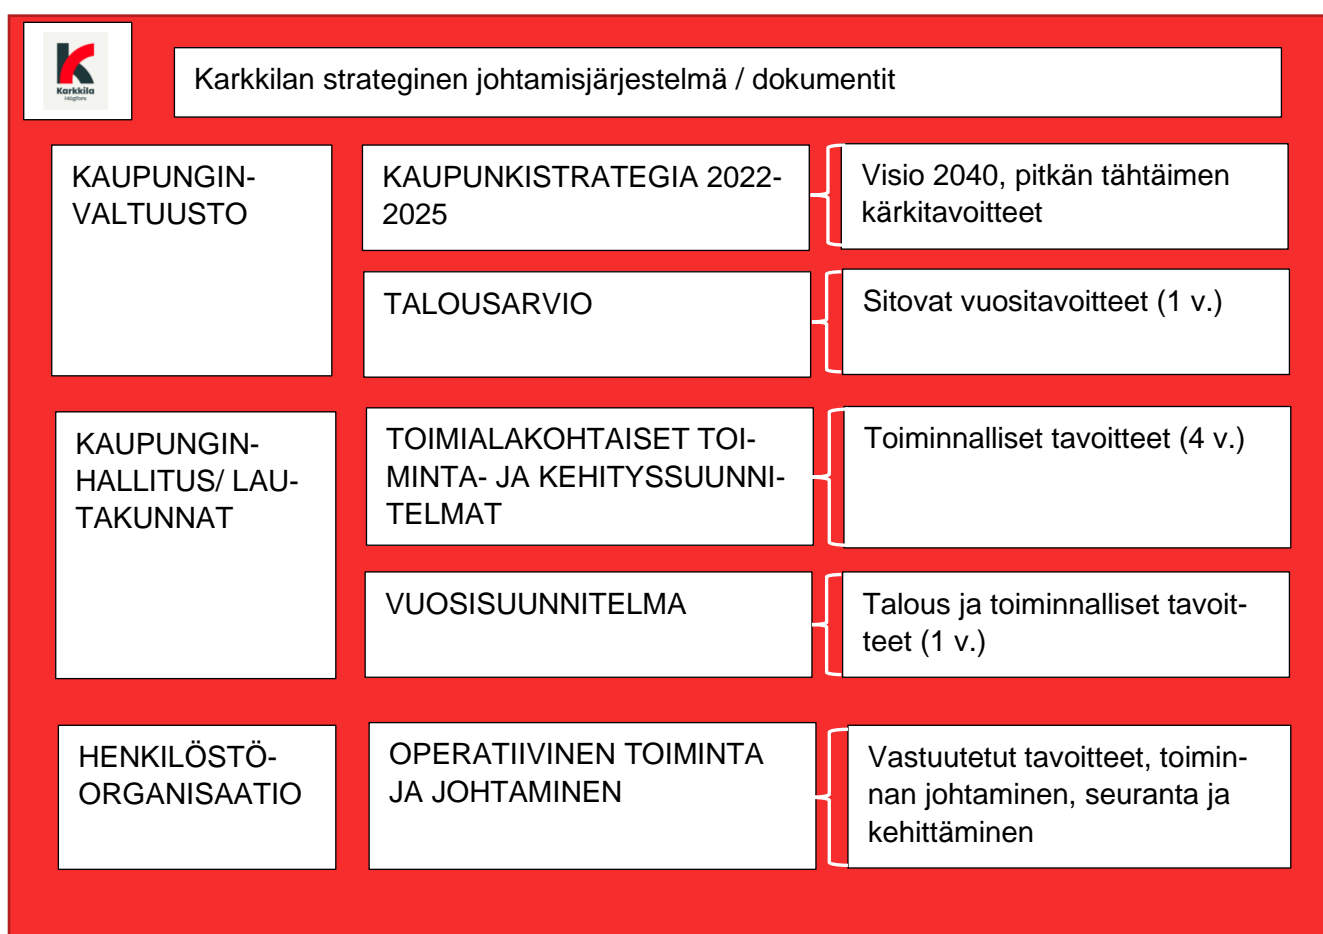 Karkkila
Högfors
Karkkilan strateginen johtamisjärjestelmä / dokumentit
KAUPUNGIN-
VALTUUSTO
KAUPUNKISTRATEGIA 2022-
2025
Visio 2040, pitkän tähtäimen
kärkitavoitteet
TALOUSARVIO
Sitovat vuositavoitteet (1 v.)
KAUPUNGIN-
HALLITUS/ LAU-
TAKUNNAT
TOIMIALAKOHTAISET TOI-
MINTA- JA KEHITYSSUUNNI-
TELMAT
Toiminnalliset tavoitteet (4 v.)
VUOSISUUNNITELMA
Talous ja toiminnalliset tavoit-
teet (1 v.)
HENKILÖSTÖ-
ORGANISAATIO
OPERATIIVINEN TOIMINTA
JA JOHTAMINEN
Vastuutetut tavoitteet, toimin-
nan johtaminen, seuranta ja
kehittäminen